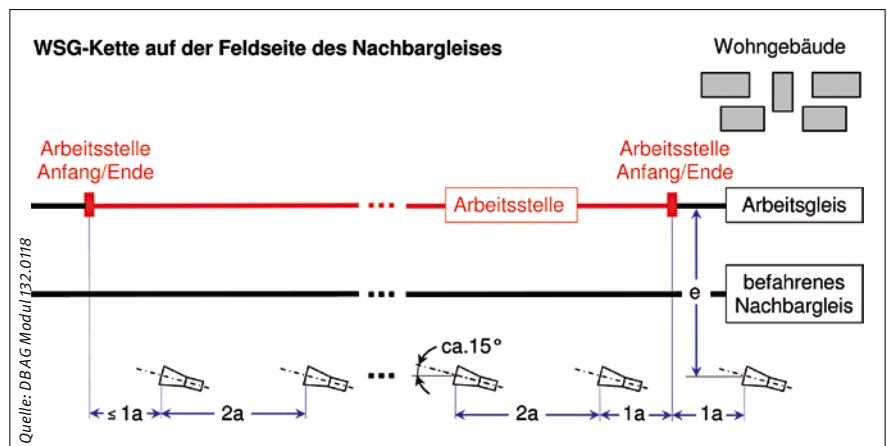 WSG-Kette auf der Feldseite des Nachbargleises
Wohngebäude
Arbeitsstelle
Anfang/Ende
Arbeitsstelle
Anfang/Ende
Arbeitsstelle
Arbeitsgleis
befahrenes
Nachbargleis
e
ca.15°
≤ 1a
2a
2a
1a
1a
Quelle: DB AG Modul 132.0118